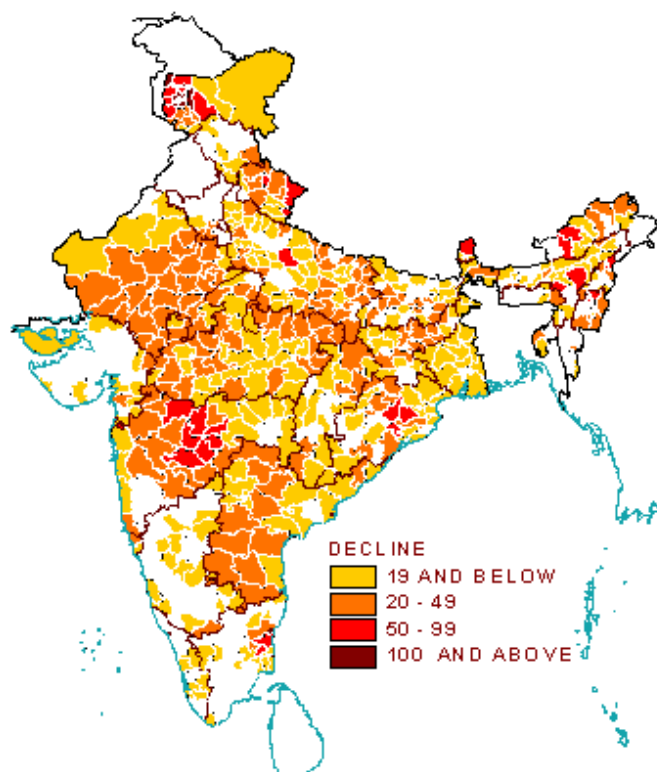 DECLINE
19 AND BELOW
20 - 49
50 - 99
100 AND ABOVE